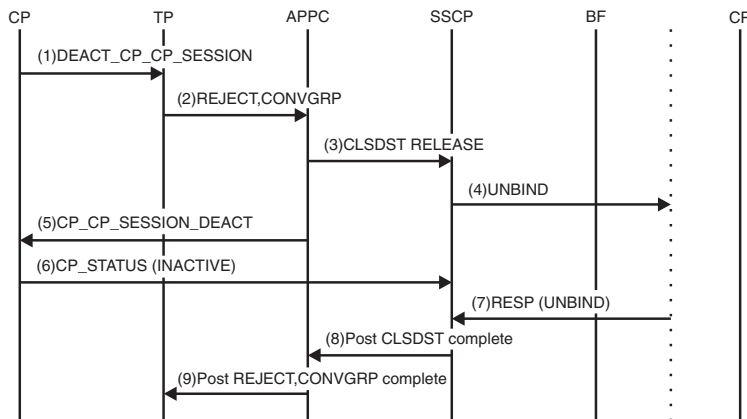 CP TP APPC SSCP BF CP
(1)DEACT_CP_CP_SESSION
(2)REJECT,CONVGRP
(3)CLSDST RELEASE
(4)UNBIND
(5)CP_CP_SESSION_DEACT
(6)CP_STATUS (INACTIVE)
(7)RESP (UNBIND)
(8)Post CLSDST complete
(9)Post REJECT,CONVGRP complete